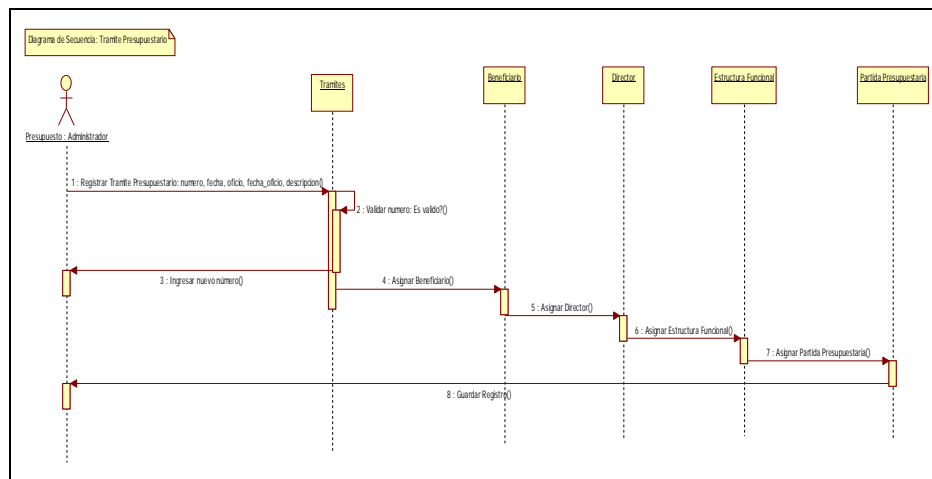 Diagrama de Secuencia: Tramite Presupuestario
Tramites
Beneficiario
Director
Estructura Funcional
Partida Presupuestaria
Presupuesto : Administrador
1 : Registrar Tramite Presupuestario: numero, fecha, oficio, fecha_oficio, descripcion()
2 : Validar numero: Es valido?()
3 : Ingresar nuevo número()
4 : Asignar Beneficiario()
5 : Asignar Director()
6 : Asignar Estructura Funcional()
7 : Asignar Partida Presupuestaria()
8 : Guardar Registro()